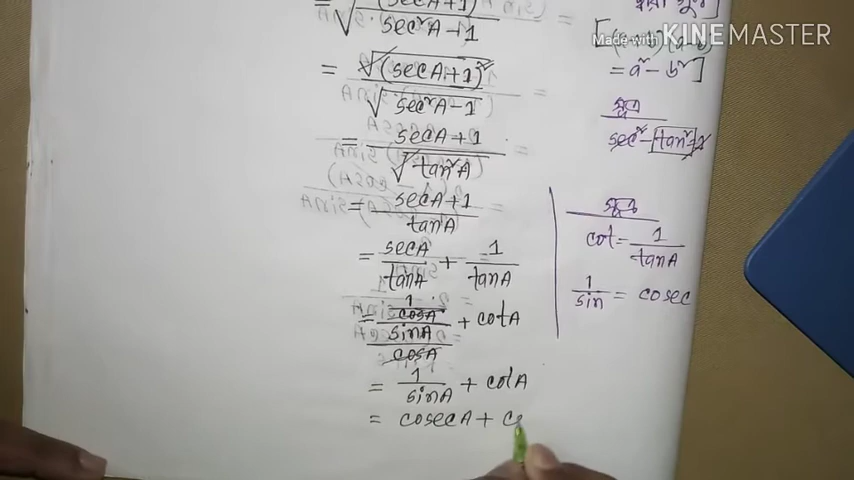 = √(secA+1)² / √sec²A-1
= √(secA+1)² / √sec²A-1
= secA+1 / √tan²A
= secA+1 / tanA
= secA/tanA + 1/tanA
= (1/cosA)/(sinA/cosA) + cotA
= 1/sinA + cotA
= cosecA + c
দ্বারা গুন]
[(a+b)(a-b)
= a²-b²]
সূত্র
sec² - tan² = 1
সূত্র
cot = 1/tanA
1/sin = cosec
Made with KINEMASTER